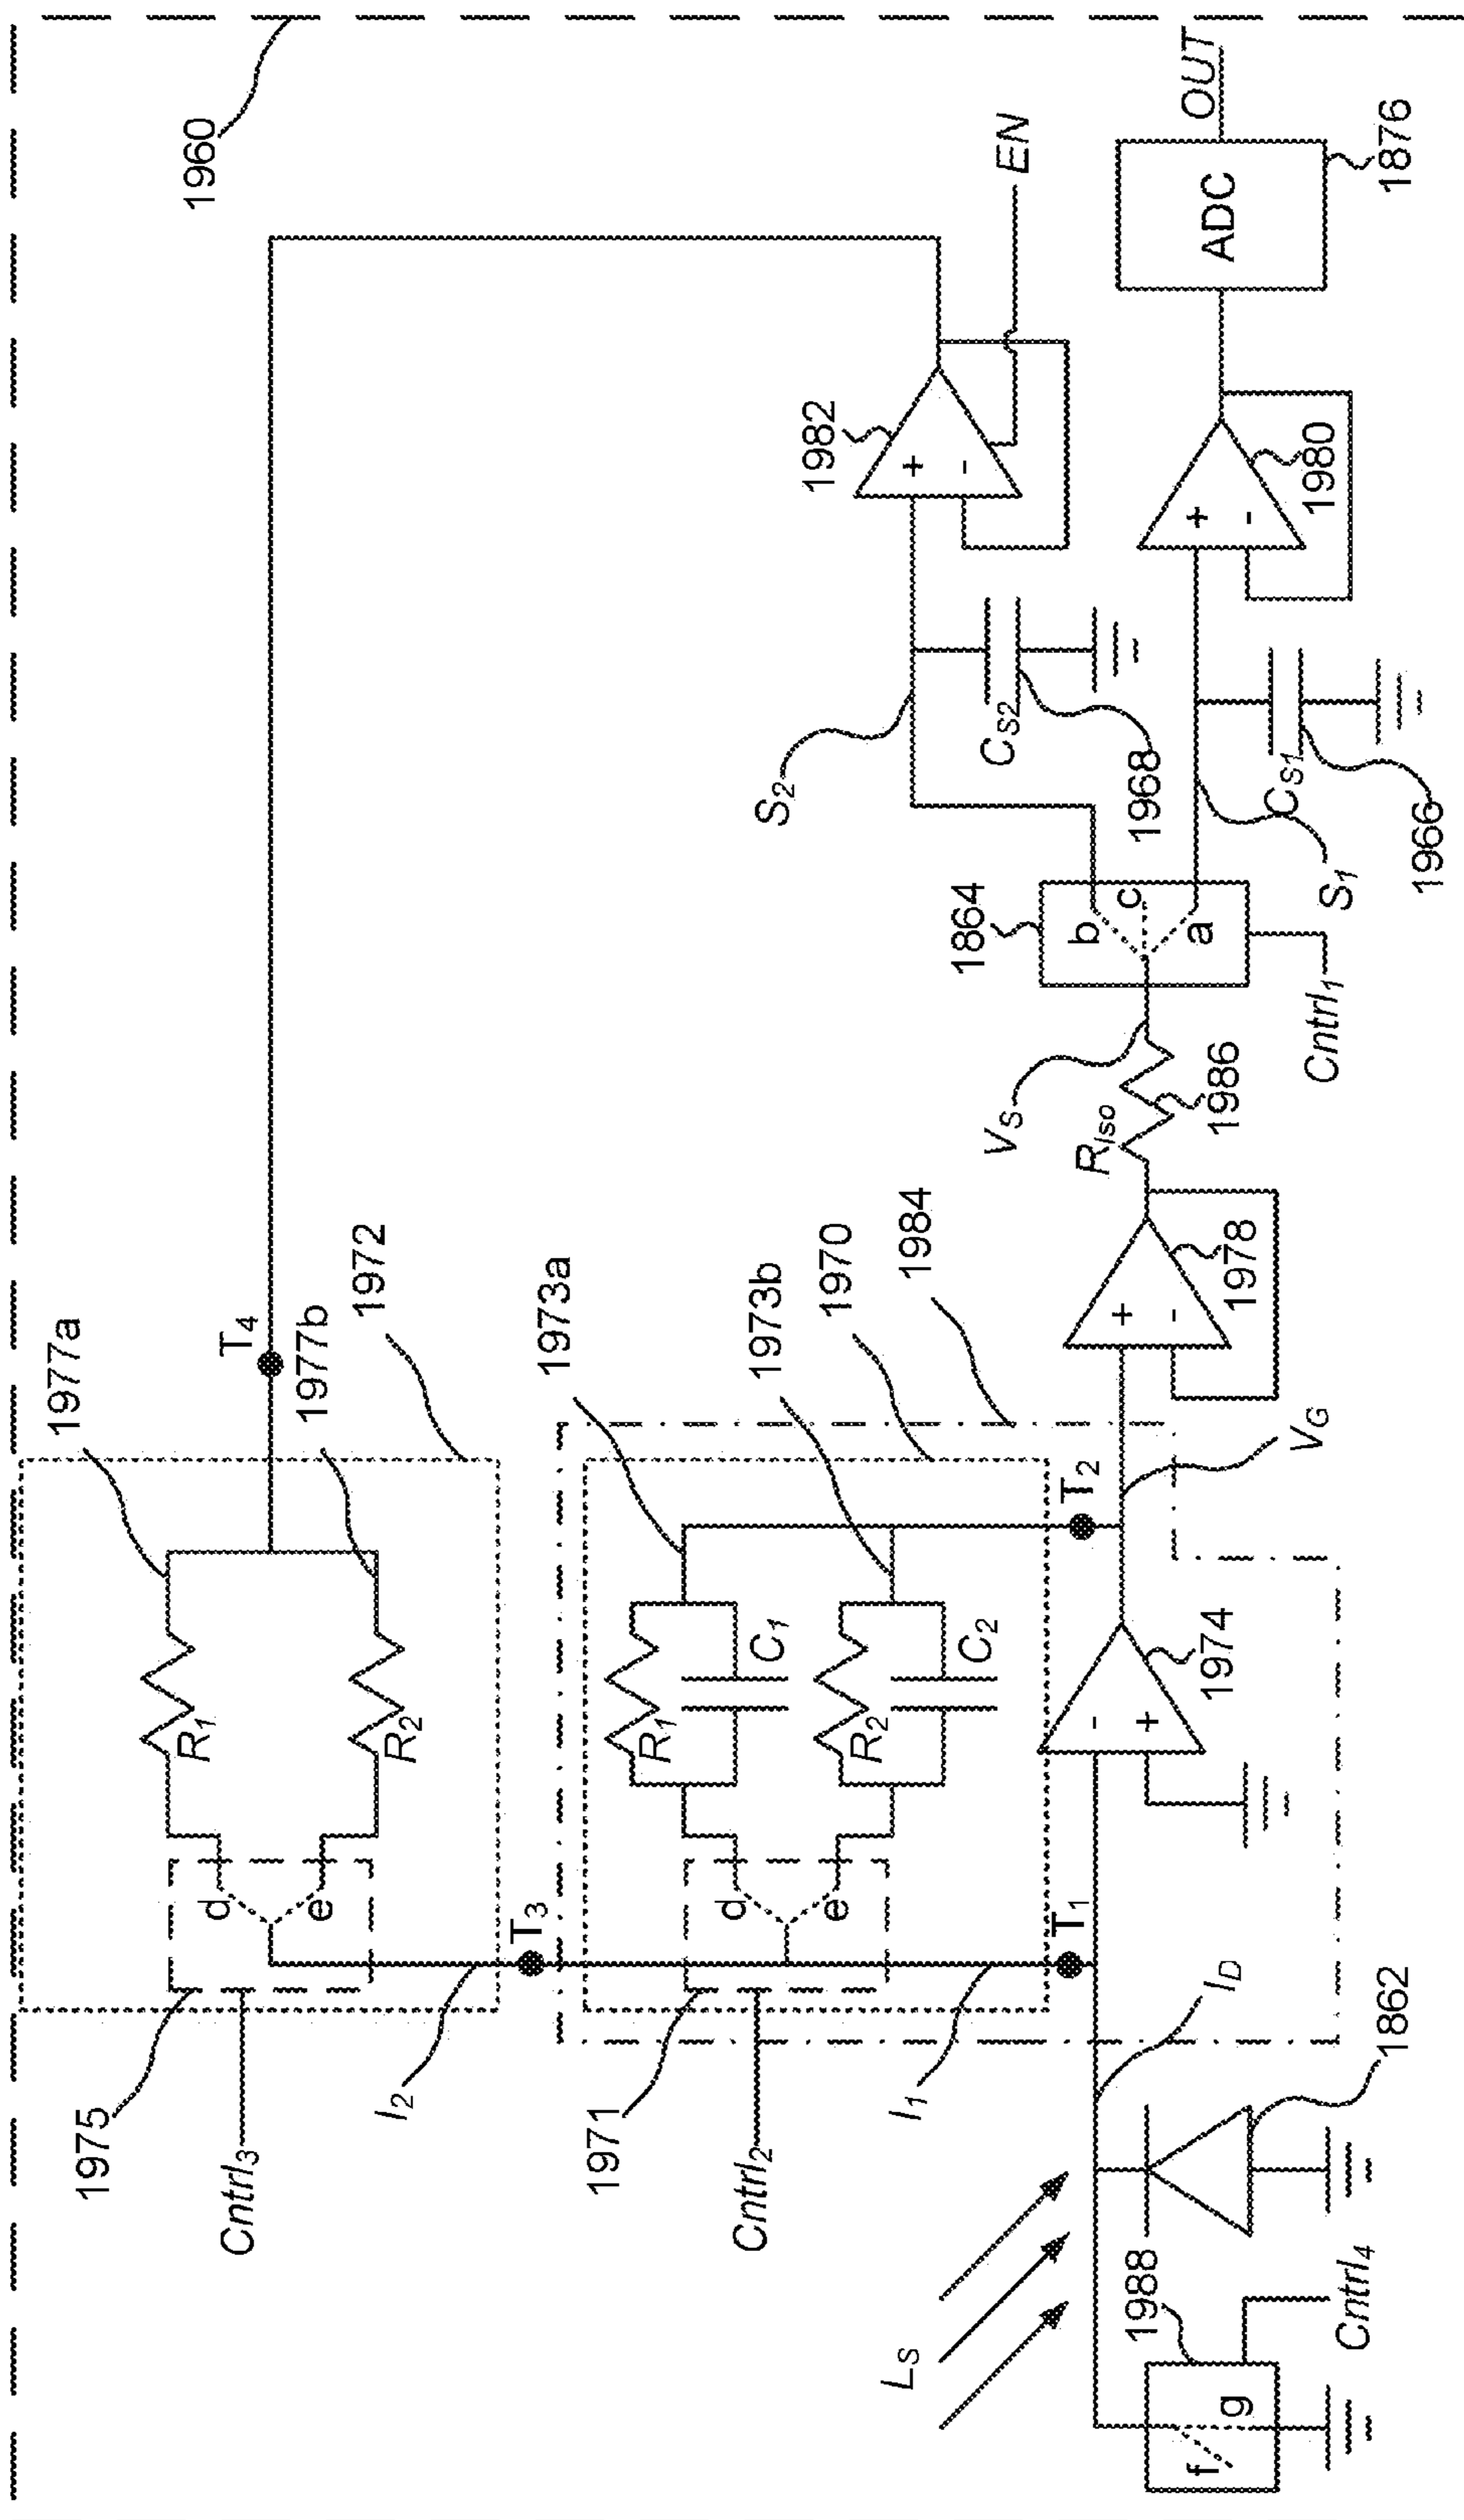 1960
1977a
T4
1977b
1972
R1
R2
d
e
1975
Cntrl3
I2
T3
1973a
1973b
1970
1984
R1
C1
R2
C2
d
e
1971
Cntrl2
I1
T1
T2
-
+
1974
VG
ID
LS
1862
1988
f
g
Cntrl4
+
-
1978
RIso
1986
VS
1864
b
c
a
Cntrl1
S2
CS2
1968
S1
CS1
1966
+
-
1982
EN
+
-
1980
ADC
1876
OUT